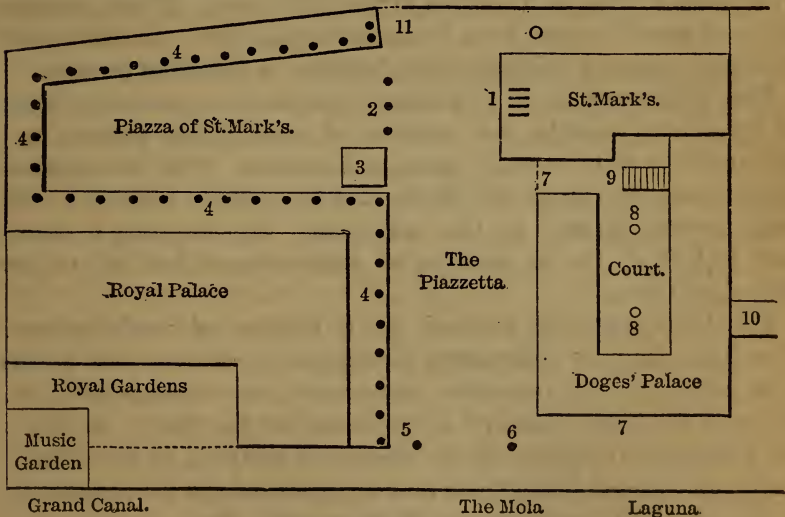 11
4
1
St. Mark's.
2
Piazza of St. Mark's.
4
3
7
9
4
8
The
Piazzetta
Court.
Royal Palace
4
10
8
Royal Gardens
Doges' Palace
5
6
7
Music
Garden
Grand Canal.
The Mola
Laguna